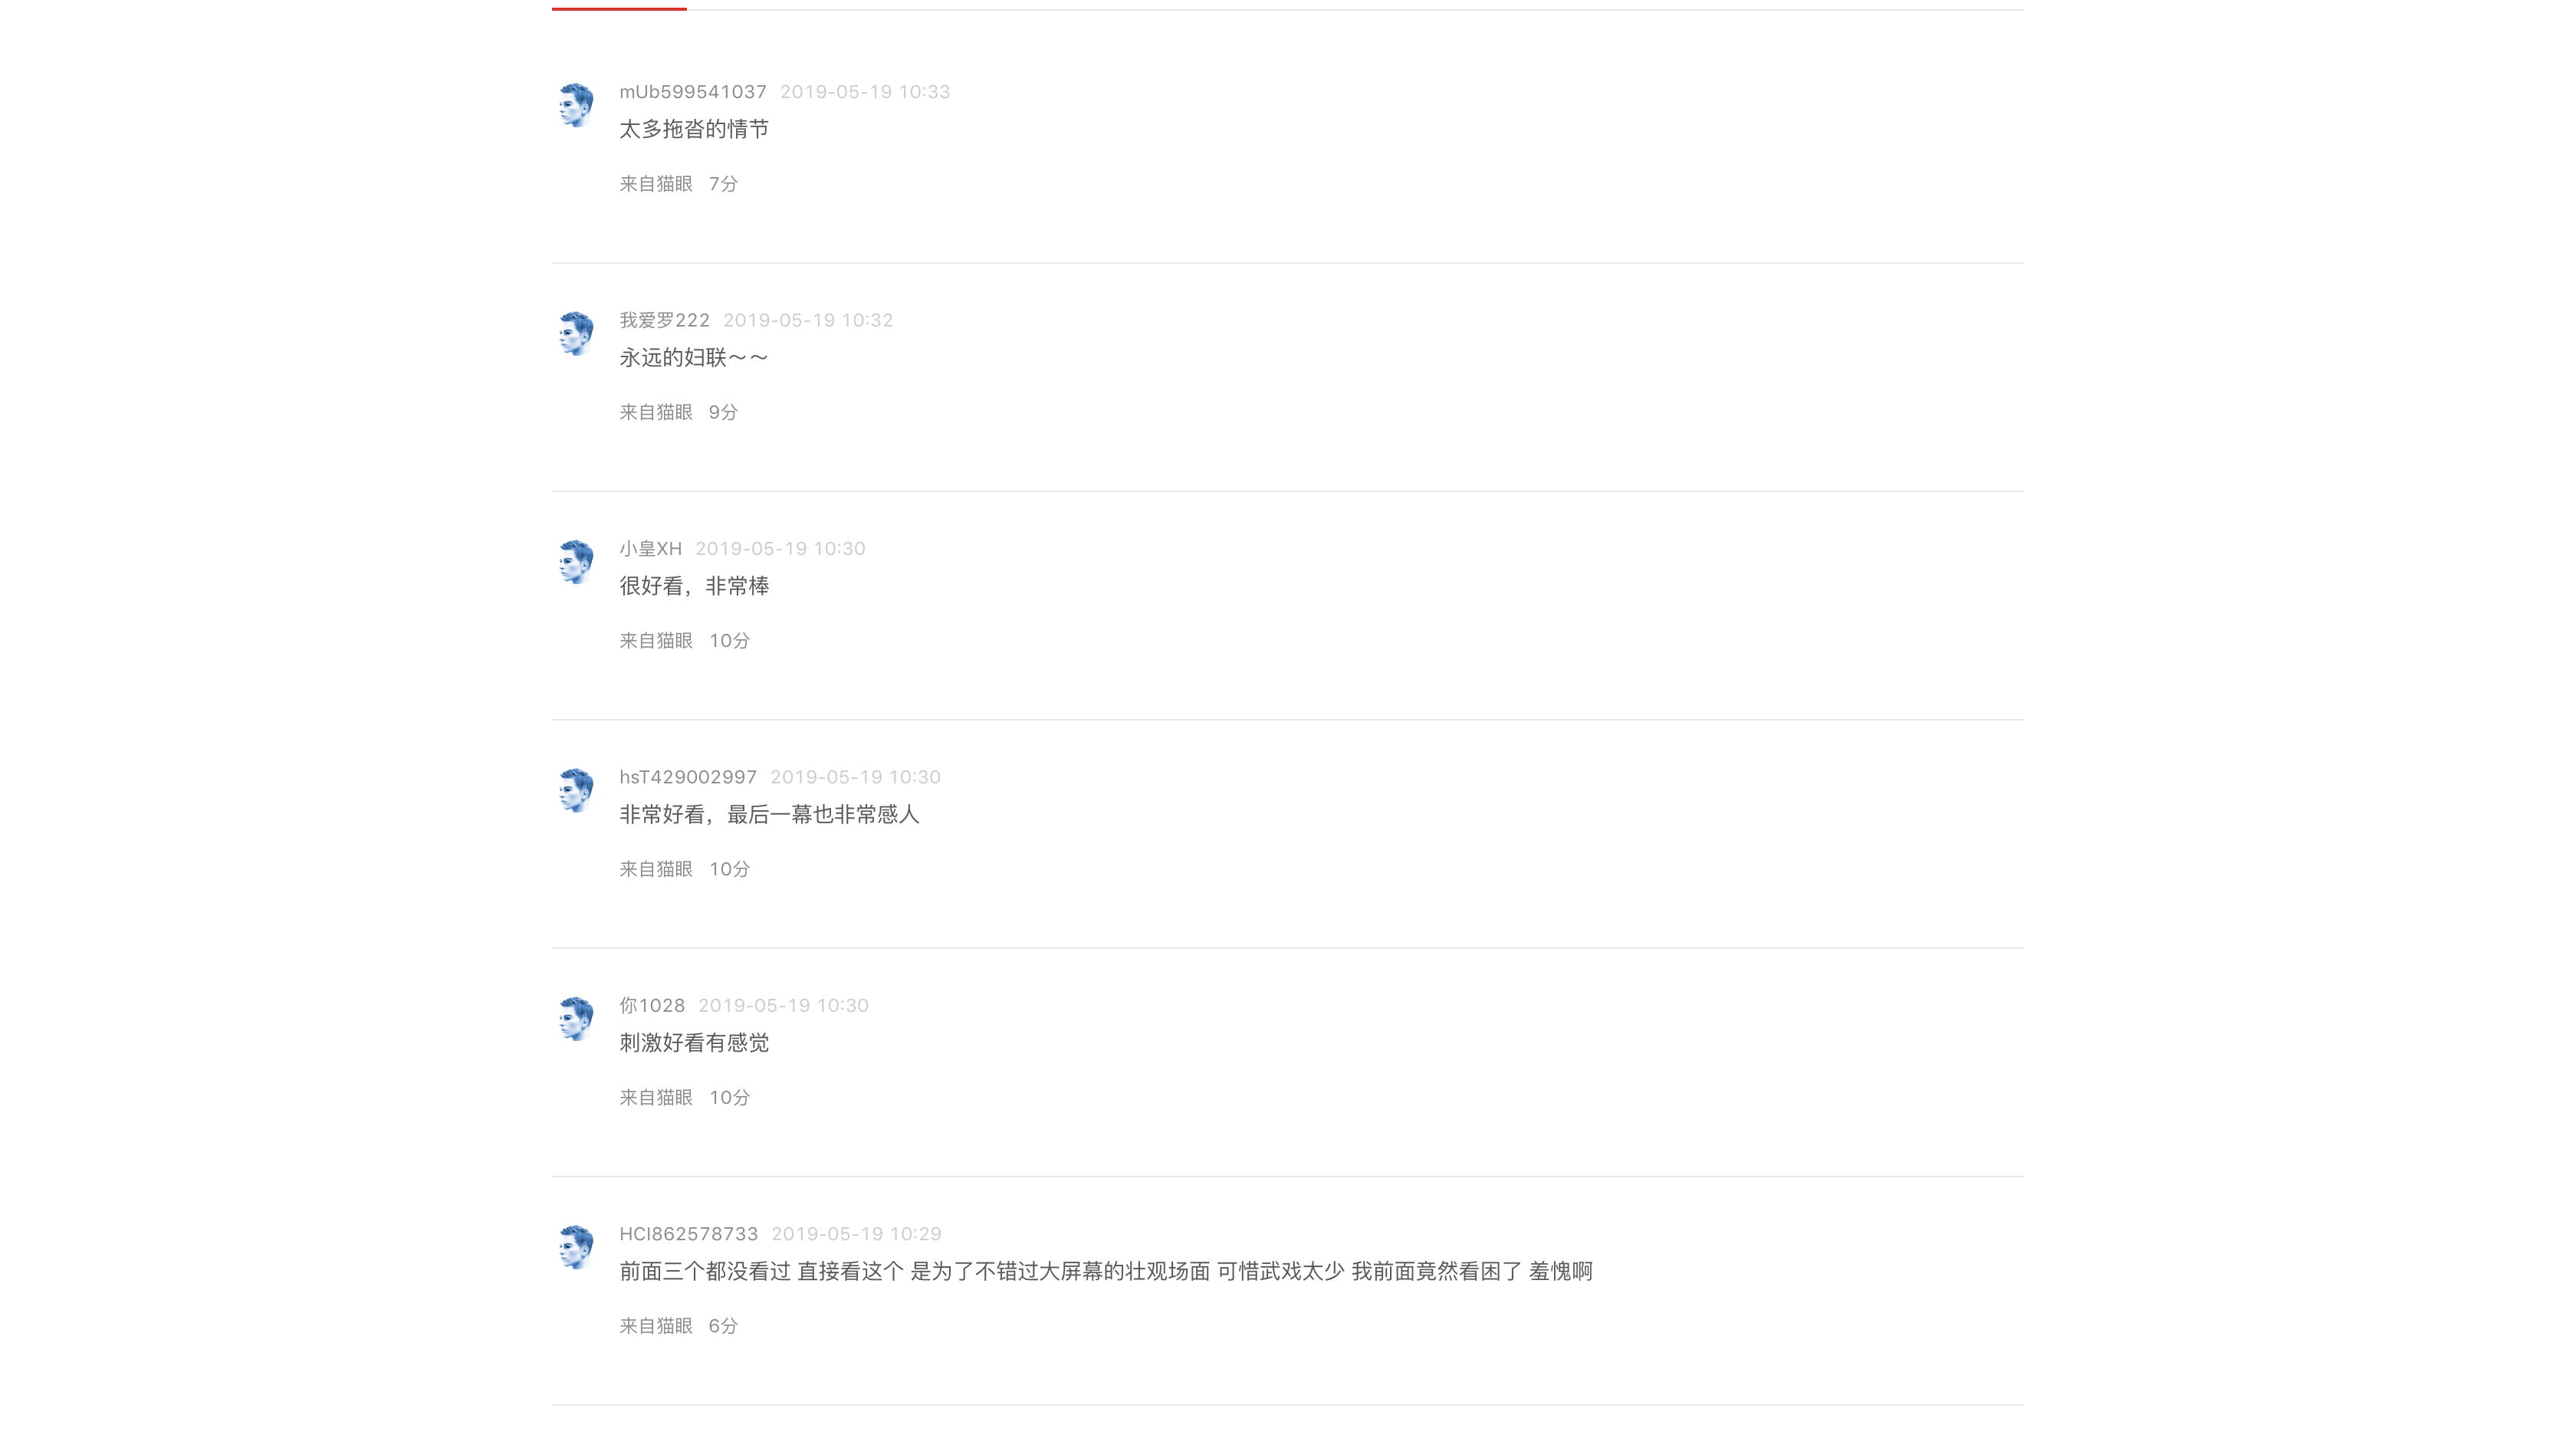 mUb599541037 2019-05-19 10:33
太多拖沓的情节
来自猫眼 7分
我爱罗222 2019-05-19 10:32
永远的妇联～～
来自猫眼 9分
小皇XH 2019-05-19 10:30
很好看，非常棒
来自猫眼 10分
hsT429002997 2019-05-19 10:30
非常好看，最后一幕也非常感人
来自猫眼 10分
你1028 2019-05-19 10:30
刺激好看有感觉
来自猫眼 10分
HCI862578733 2019-05-19 10:29
前面三个都没看过 直接看这个 是为了不错过大屏幕的壮观场面 可惜武戏太少 我前面竟然看困了 羞愧啊
来自猫眼 6分